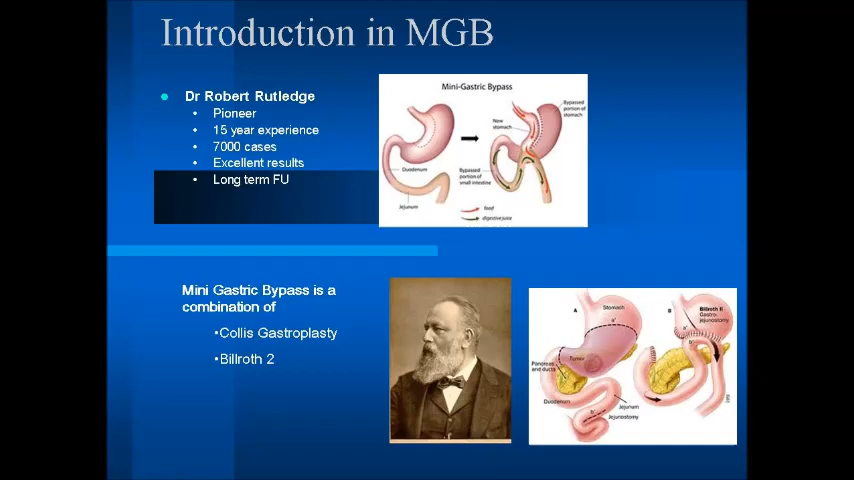 Introduction in MGB
Dr Robert Rutledge
Pioneer
15 year experience
7000 cases
Excellent results
Long term FU
Mini-Gastric Bypass
Bypassed
portion of
stomach
New
stomach
Duodenum
Bypassed
portion of
small intestine
Jejunum
food
digestive juice
Mini Gastric Bypass is a
combination of
•Collis Gastroplasty
•Billroth 2
A
Stomach
a'
Tumor
Pancreas
and ducts
Duodenum
Jejunum
b'
Jejunostomy
B
Billroth II
Gastro-
jejunostomy
a'
b'